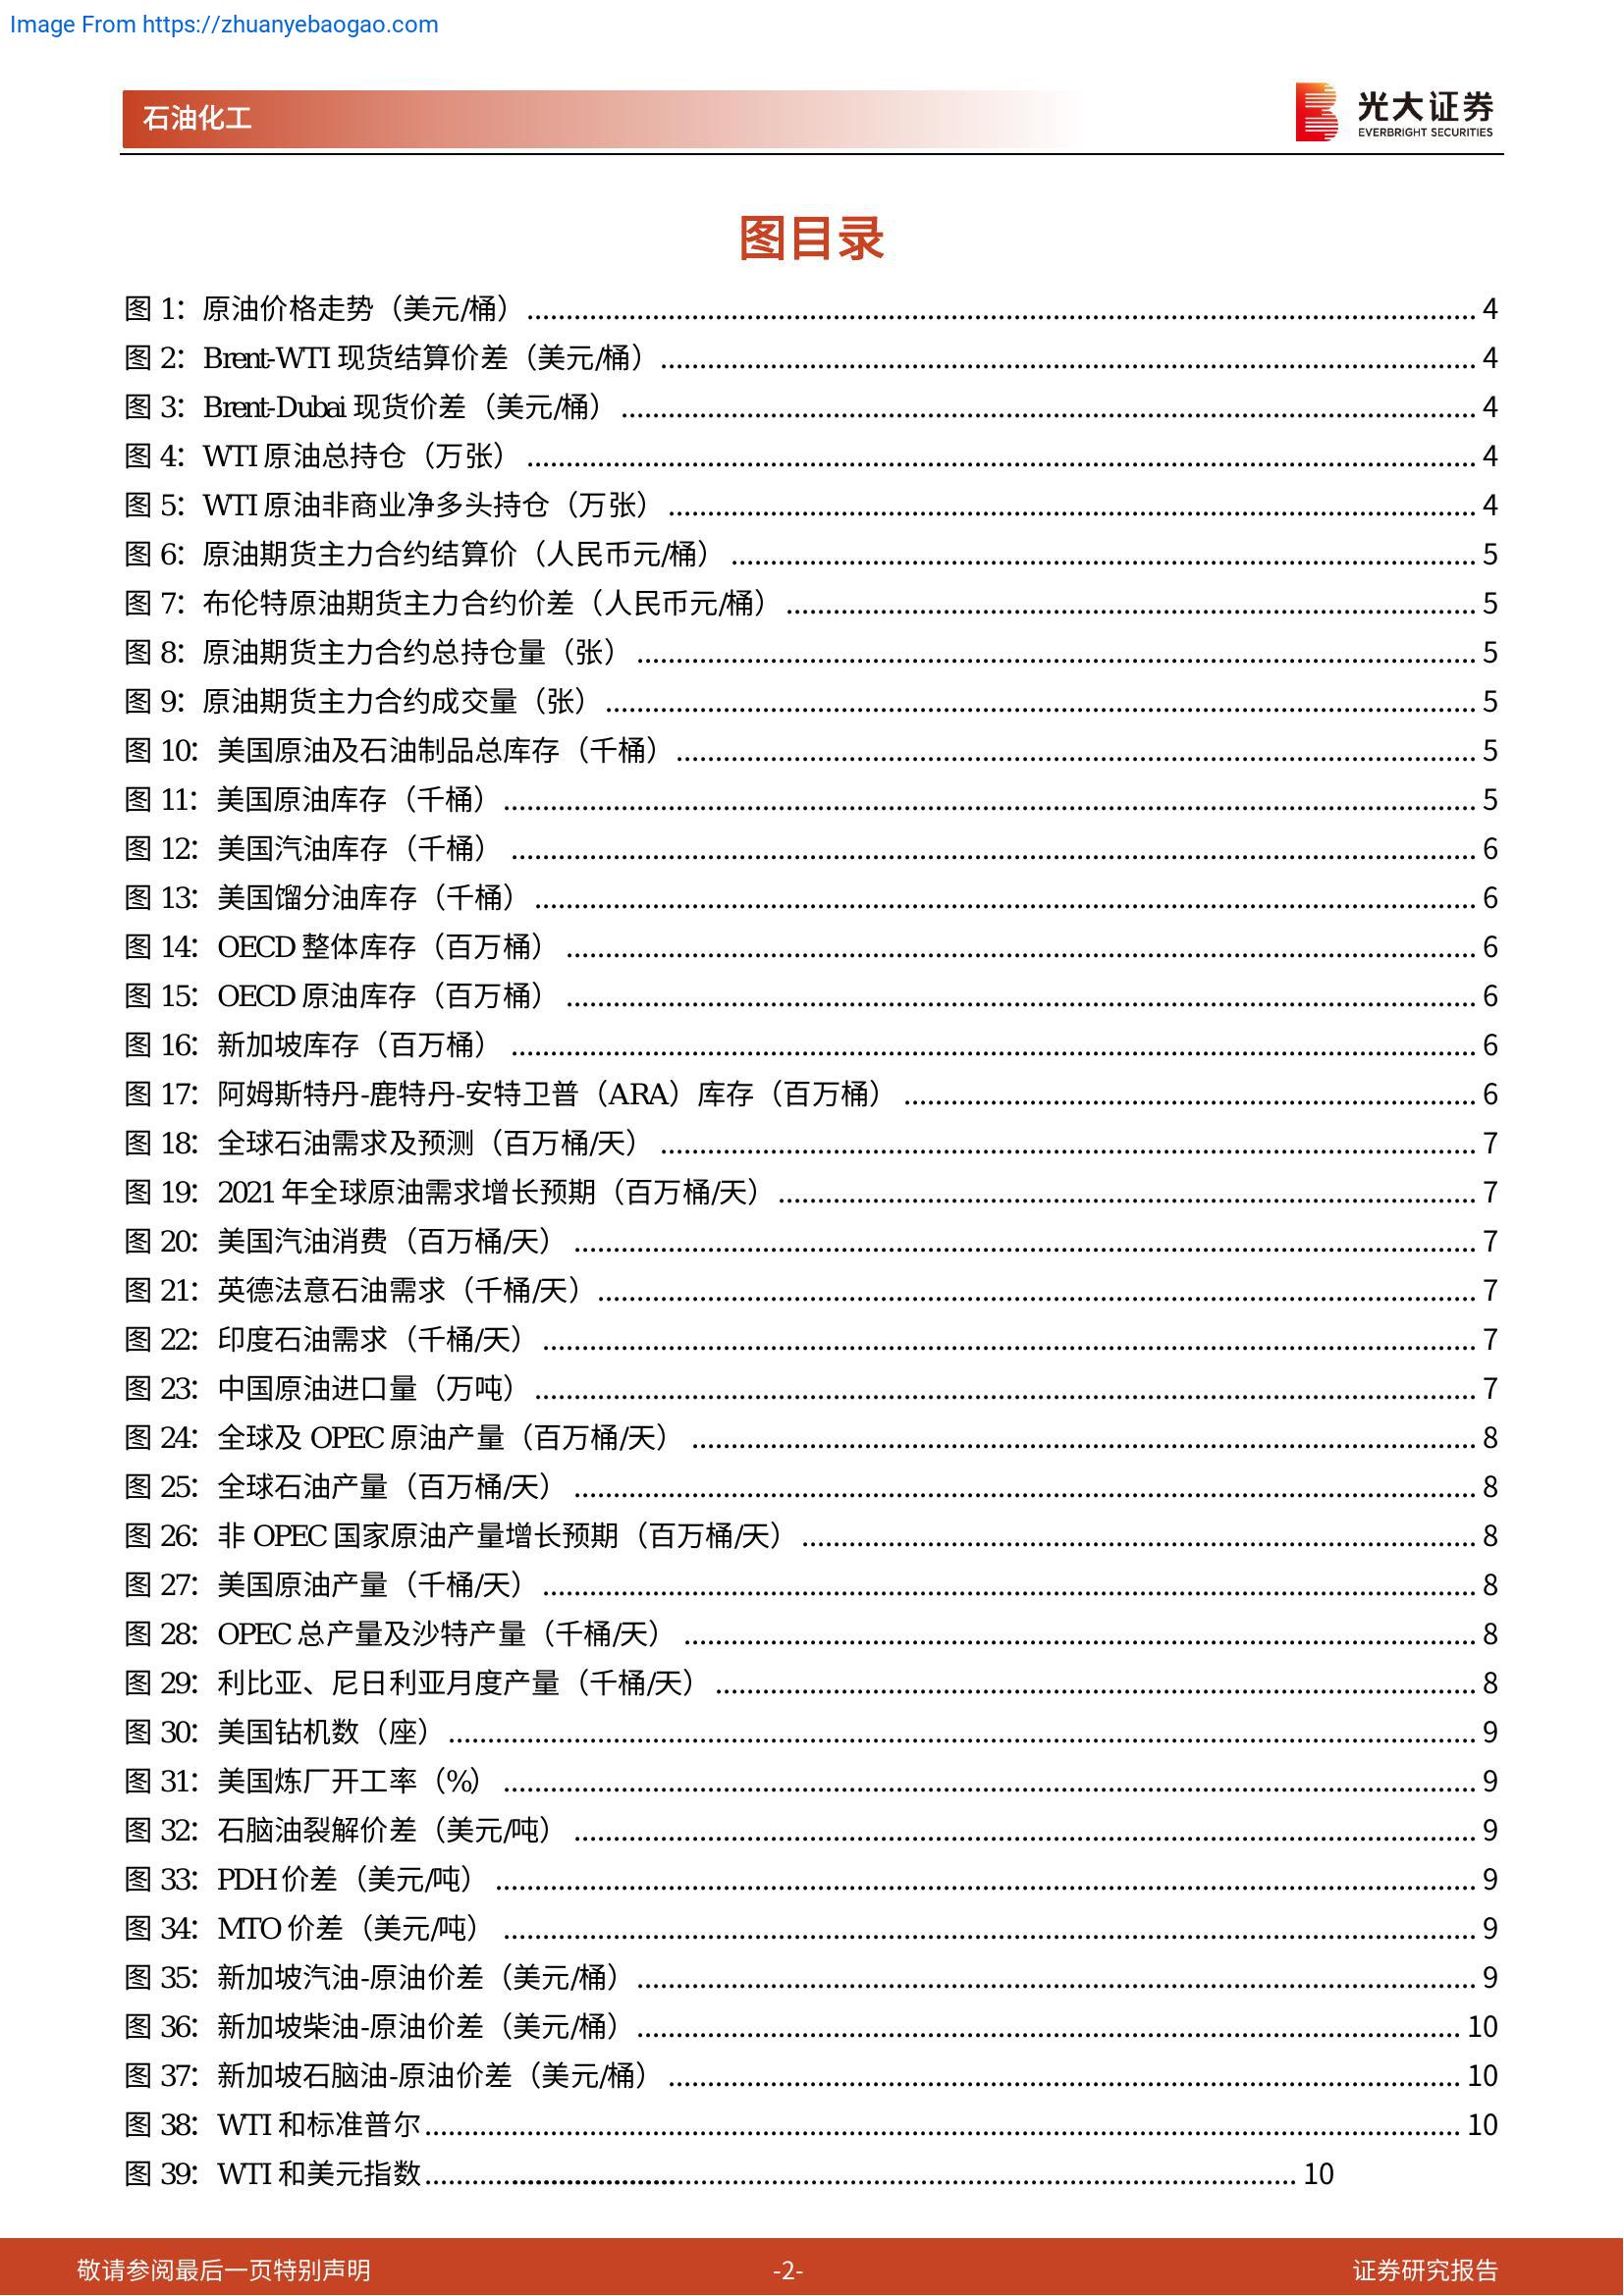 Image From https://zhuanyebaogao.com
石油化工
光大证券
EVERBRIGHT SECURITIES
图目录
图 1：原油价格走势（美元/桶）........ 4
图 2：Brent-WTI 现货结算价差（美元/桶）........ 4
图 3：Brent-Dubai 现货价差（美元/桶）........ 4
图 4：WTI 原油总持仓（万张）........ 4
图 5：WTI 原油非商业净多头持仓（万张）........ 4
图 6：原油期货主力合约结算价（人民币元/桶）........ 5
图 7：布伦特原油期货主力合约价差（人民币元/桶）........ 5
图 8：原油期货主力合约总持仓量（张）........ 5
图 9：原油期货主力合约成交量（张）........ 5
图 10：美国原油及石油制品总库存（千桶）........ 5
图 11：美国原油库存（千桶）........ 5
图 12：美国汽油库存（千桶）........ 6
图 13：美国馏分油库存（千桶）........ 6
图 14：OECD 整体库存（百万桶）........ 6
图 15：OECD 原油库存（百万桶）........ 6
图 16：新加坡库存（百万桶）........ 6
图 17：阿姆斯特丹-鹿特丹-安特卫普（ARA）库存（百万桶）........ 6
图 18：全球石油需求及预测（百万桶/天）........ 7
图 19：2021 年全球原油需求增长预期（百万桶/天）........ 7
图 20：美国汽油消费（百万桶/天）........ 7
图 21：英德法意石油需求（千桶/天）........ 7
图 22：印度石油需求（千桶/天）........ 7
图 23：中国原油进口量（万吨）........ 7
图 24：全球及 OPEC 原油产量（百万桶/天）........ 8
图 25：全球石油产量（百万桶/天）........ 8
图 26：非 OPEC 国家原油产量增长预期（百万桶/天）........ 8
图 27：美国原油产量（千桶/天）........ 8
图 28：OPEC 总产量及沙特产量（千桶/天）........ 8
图 29：利比亚、尼日利亚月度产量（千桶/天）........ 8
图 30：美国钻机数（座）........ 9
图 31：美国炼厂开工率（%）........ 9
图 32：石脑油裂解价差（美元/吨）........ 9
图 33：PDH 价差（美元/吨）........ 9
图 34：MTO 价差（美元/吨）........ 9
图 35：新加坡汽油-原油价差（美元/桶）........ 9
图 36：新加坡柴油-原油价差（美元/桶）........ 10
图 37：新加坡石脑油-原油价差（美元/桶）........ 10
图 38：WTI 和标准普尔........ 10
图 39：WTI 和美元指数........ 10
敬请参阅最后一页特别声明
-2-
证券研究报告